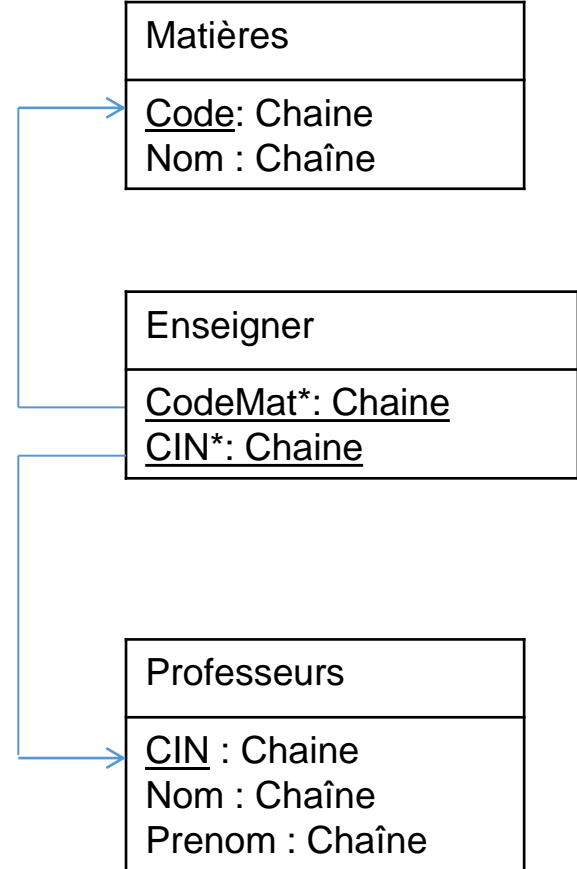 Matières
Code: Chaine
Nom : Chaîne
Enseigner
CodeMat*: Chaine
CIN*: Chaine
Professeurs
CIN : Chaine
Nom : Chaîne
Prenom : Chaîne